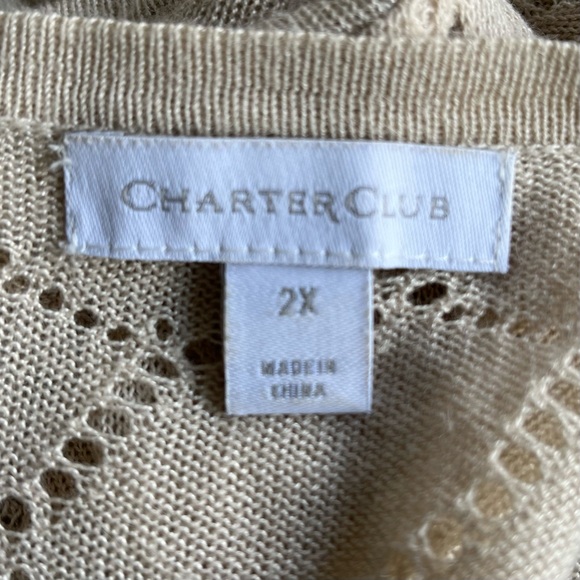 CHARTER CLUB
2X
MADE IN
CHINA